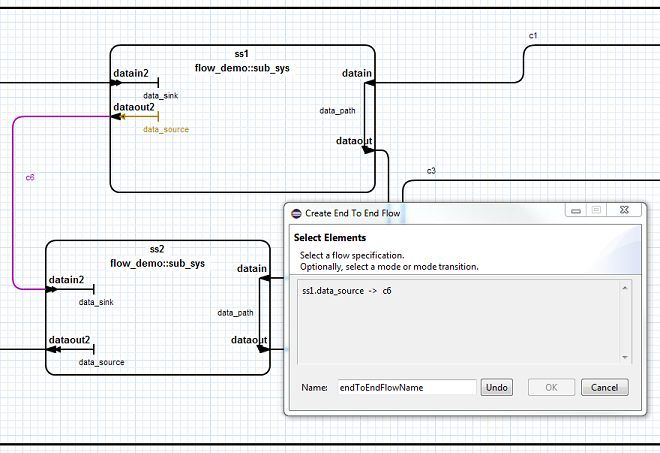 c1
ss1
flow_demo::sub_sys
datain2
datain
data_sink
dataout2
data_path
data_source
dataout
c6
c3
Create End To End Flow
Select Elements
Select a flow specification.
Optionally, select a mode or mode transition.
ss1.data_source -> c6
Name:
endToEndFlowName
Undo
OK
Cancel
ss2
flow_demo::sub_sys
datain
datain2
data_sink
data_path
dataout2
dataout
data_source